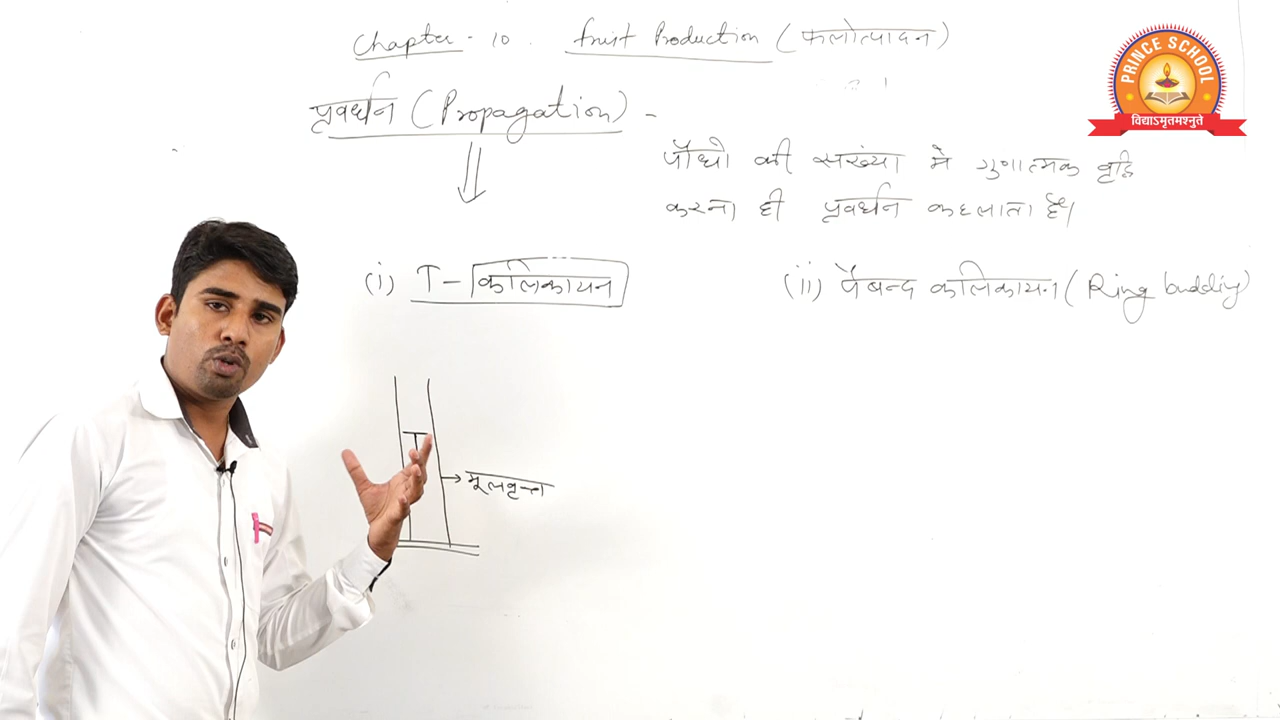 Chapter - 10. fruit Production (फलोत्पादन)
PRINCE SCHOOL
विद्याऽमृतमश्नुते
प्रवर्धन (Propagation) -
पौधो की सख्ंया मे गुणात्मक वृद्धि
करना ही प्रवर्धन कहलाता है।
(i) T - कलिकायन
(ii) पैबन्द कलिकायन (Ring budding)
T
मूलवृन्त